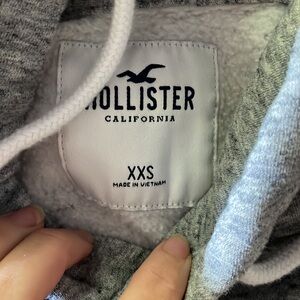 HOLLISTER
CALIFORNIA
XXS
MADE IN VIETNAM